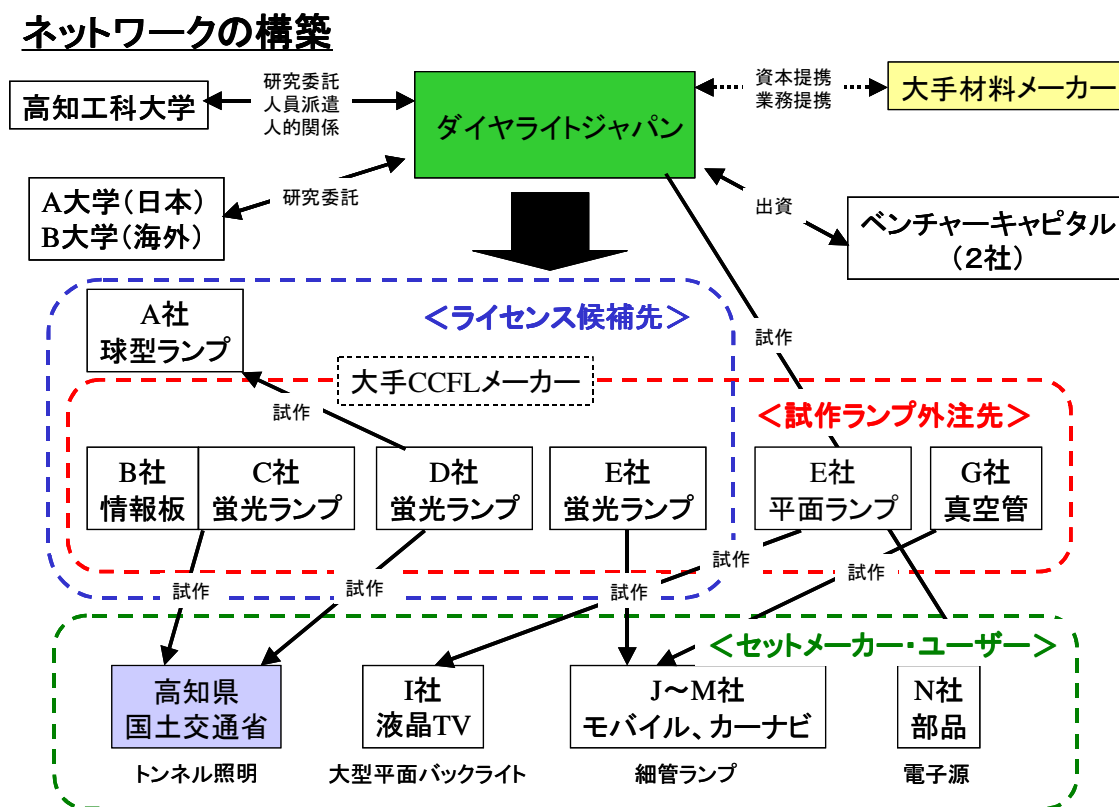 ネットワークの構築
高知工科大学
研究委託
人員派遣
人的関係
ダイヤライトジャパン
資本提携
業務提携
大手材料メーカー
A大学(日本)
B大学(海外)
研究委託
出資
ベンチャーキャピタル
(2社)
A社
球型ランプ
<ライセンス候補先>
試作
大手CCFLメーカー
試作
<試作ランプ外注先>
B社
情報板
C社
蛍光ランプ
D社
蛍光ランプ
E社
蛍光ランプ
E社
平面ランプ
G社
真空管
試作
試作
試作
試作
試作
<セットメーカー・ユーザー>
高知県
国土交通省
I社
液晶TV
J~M社
モバイル、カーナビ
N社
部品
トンネル照明
大型平面バックライト
細管ランプ
電子源